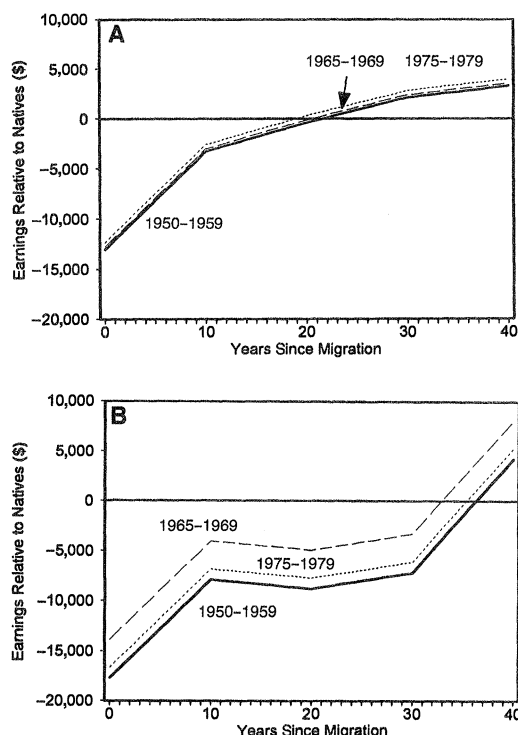 A
Earnings Relative to Natives ($)
10,000
5,000
0
−5,000
−10,000
−15,000
−20,000
1965−1969
1975−1979
1950−1959
0 10 20 30 40
Years Since Migration
B
Earnings Relative to Natives ($)
10,000
5,000
0
−5,000
−10,000
−15,000
−20,000
1965−1969
1975−1979
1950−1959
0 10 20 30 40
Years Since Migration